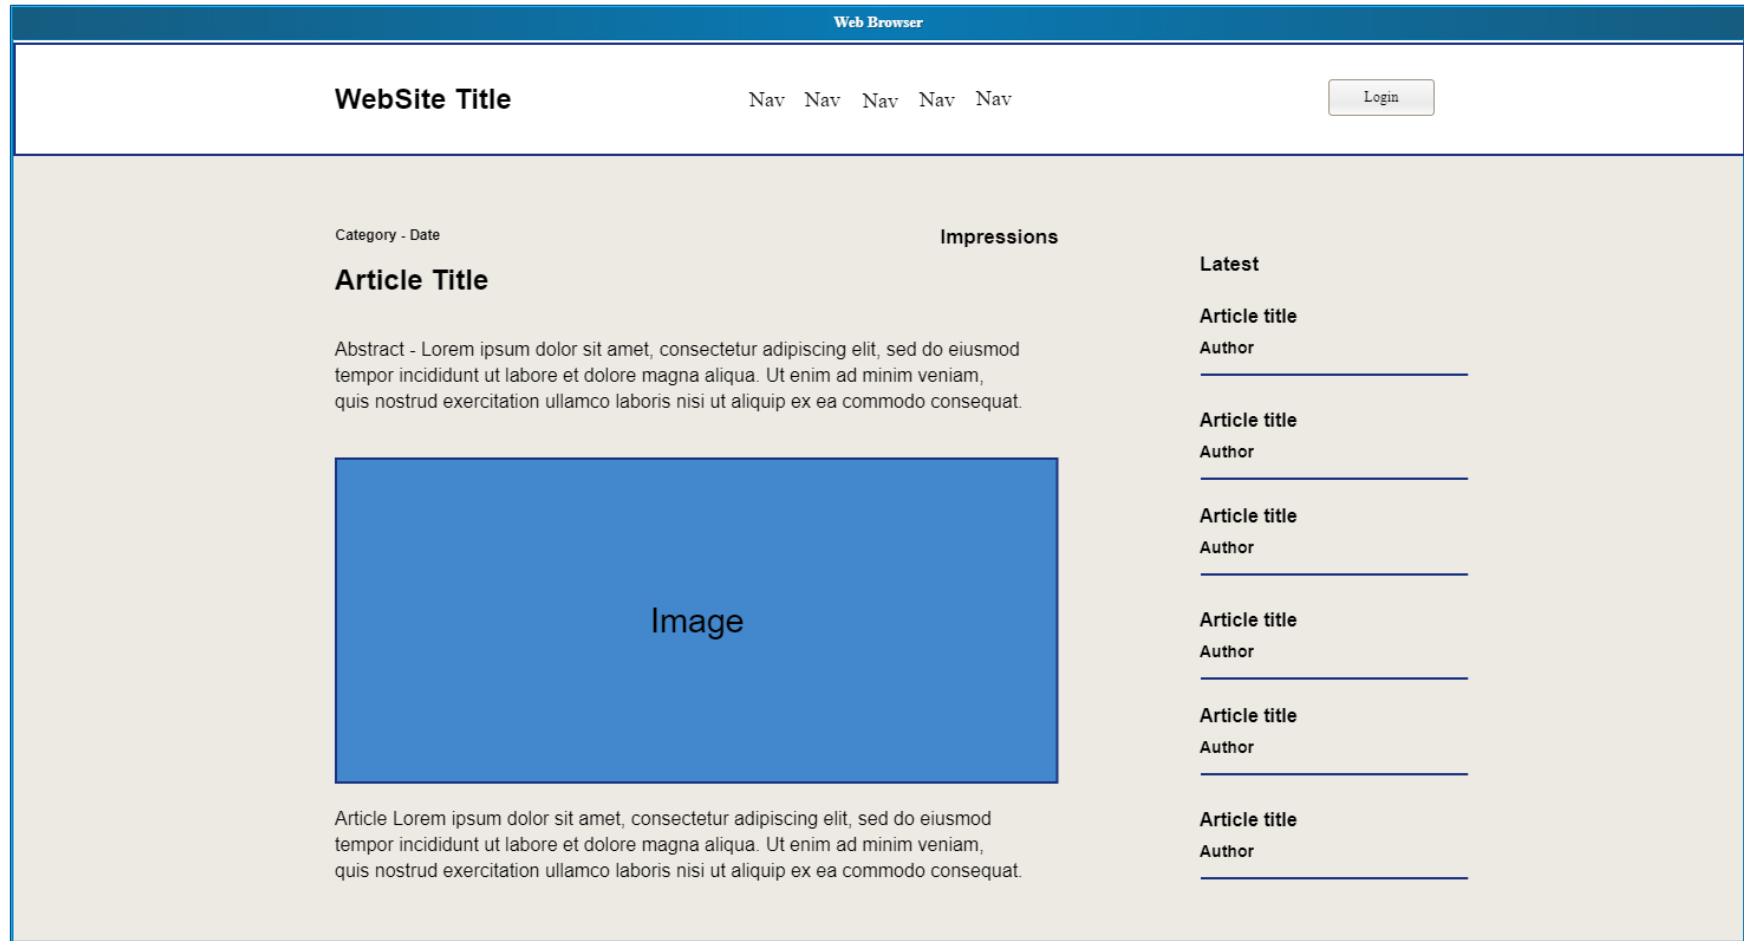 Web Browser
WebSite Title
Nav Nav Nav Nav Nav
Login
Category - Date
Impressions
Article Title
Abstract - Lorem ipsum dolor sit amet, consectetur adipiscing elit, sed do eiusmod
tempor incididunt ut labore et dolore magna aliqua. Ut enim ad minim veniam,
quis nostrud exercitation ullamco laboris nisi ut aliquip ex ea commodo consequat.
Image
Article Lorem ipsum dolor sit amet, consectetur adipiscing elit, sed do eiusmod
tempor incididunt ut labore et dolore magna aliqua. Ut enim ad minim veniam,
quis nostrud exercitation ullamco laboris nisi ut aliquip ex ea commodo consequat.
Latest
Article title
Author
Article title
Author
Article title
Author
Article title
Author
Article title
Author
Article title
Author